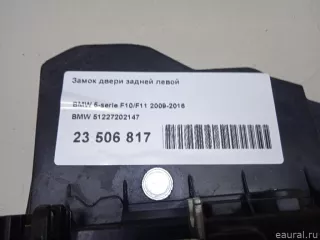 Замок двери задней левой
BMW 5-serie F10/F11 2009-2016
BMW 51227202147
23 506 817
eaural.ru